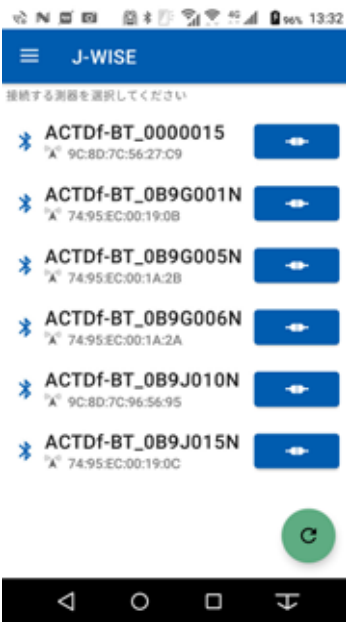 4G 96% 13:32
J-WISE
接続する測器を選択してください
ACTDf-BT_0000015
9C:8D:7C:56:27:C9
ACTDf-BT_0B9G001N
74:95:EC:00:19:0B
ACTDf-BT_0B9G005N
74:95:EC:00:1A:2B
ACTDf-BT_0B9G006N
74:95:EC:00:1A:2A
ACTDf-BT_0B9J010N
9C:8D:7C:96:56:95
ACTDf-BT_0B9J015N
74:95:EC:00:19:0C